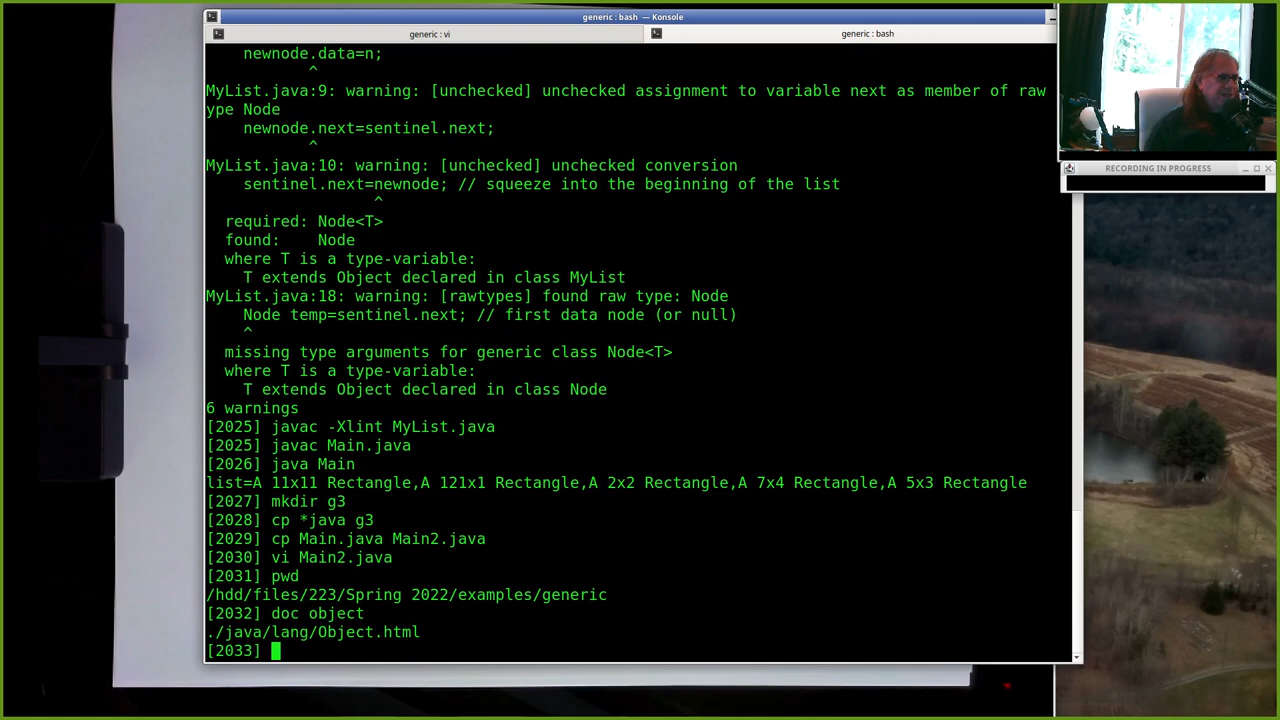 generic : bash — Konsole
generic : vi
generic : bash
newnode.data=n;
^
MyList.java:9: warning: [unchecked] unchecked assignment to variable next as member of raw
ype Node
newnode.next=sentinel.next;
^
MyList.java:10: warning: [unchecked] unchecked conversion
sentinel.next=newnode; // squeeze into the beginning of the list
^
required: Node<T>
found:    Node
where T is a type-variable:
T extends Object declared in class MyList
MyList.java:18: warning: [rawtypes] found raw type: Node
Node temp=sentinel.next; // first data node (or null)
^
missing type arguments for generic class Node<T>
where T is a type-variable:
T extends Object declared in class Node
6 warnings
[2025] javac -Xlint MyList.java
[2025] javac Main.java
[2026] java Main
list=A 11x11 Rectangle,A 121x1 Rectangle,A 2x2 Rectangle,A 7x4 Rectangle,A 5x3 Rectangle
[2027] mkdir g3
[2028] cp *java g3
[2029] cp Main.java Main2.java
[2030] vi Main2.java
[2031] pwd
/hdd/files/223/Spring 2022/examples/generic
[2032] doc object
./java/lang/Object.html
[2033]
RECORDING IN PROGRESS